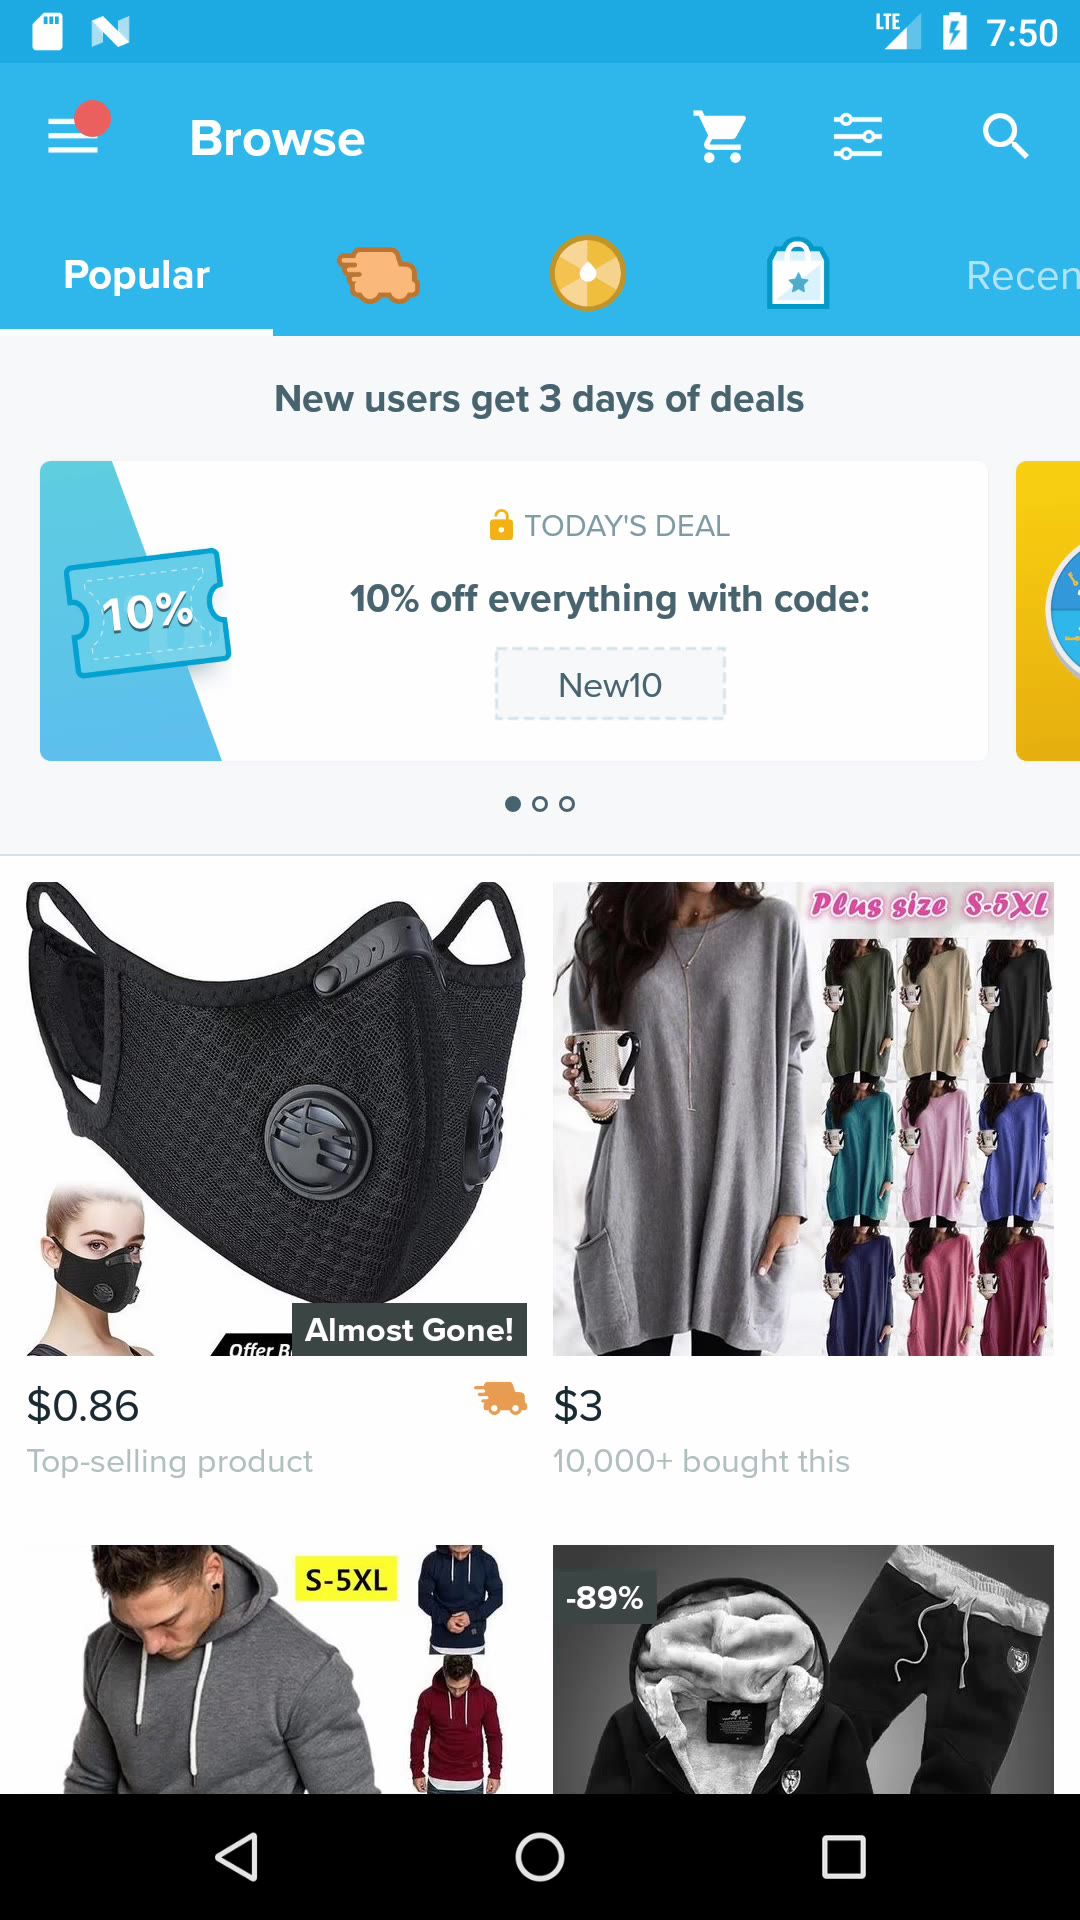 LTE 7:50
Browse
Popular
Recen
New users get 3 days of deals
TODAY'S DEAL
10%
10% off everything with code:
New10
Plus size S-5XL
Almost Gone!
Offer B
$0.86
$3
Top-selling product
10,000+ bought this
S-5XL
-89%